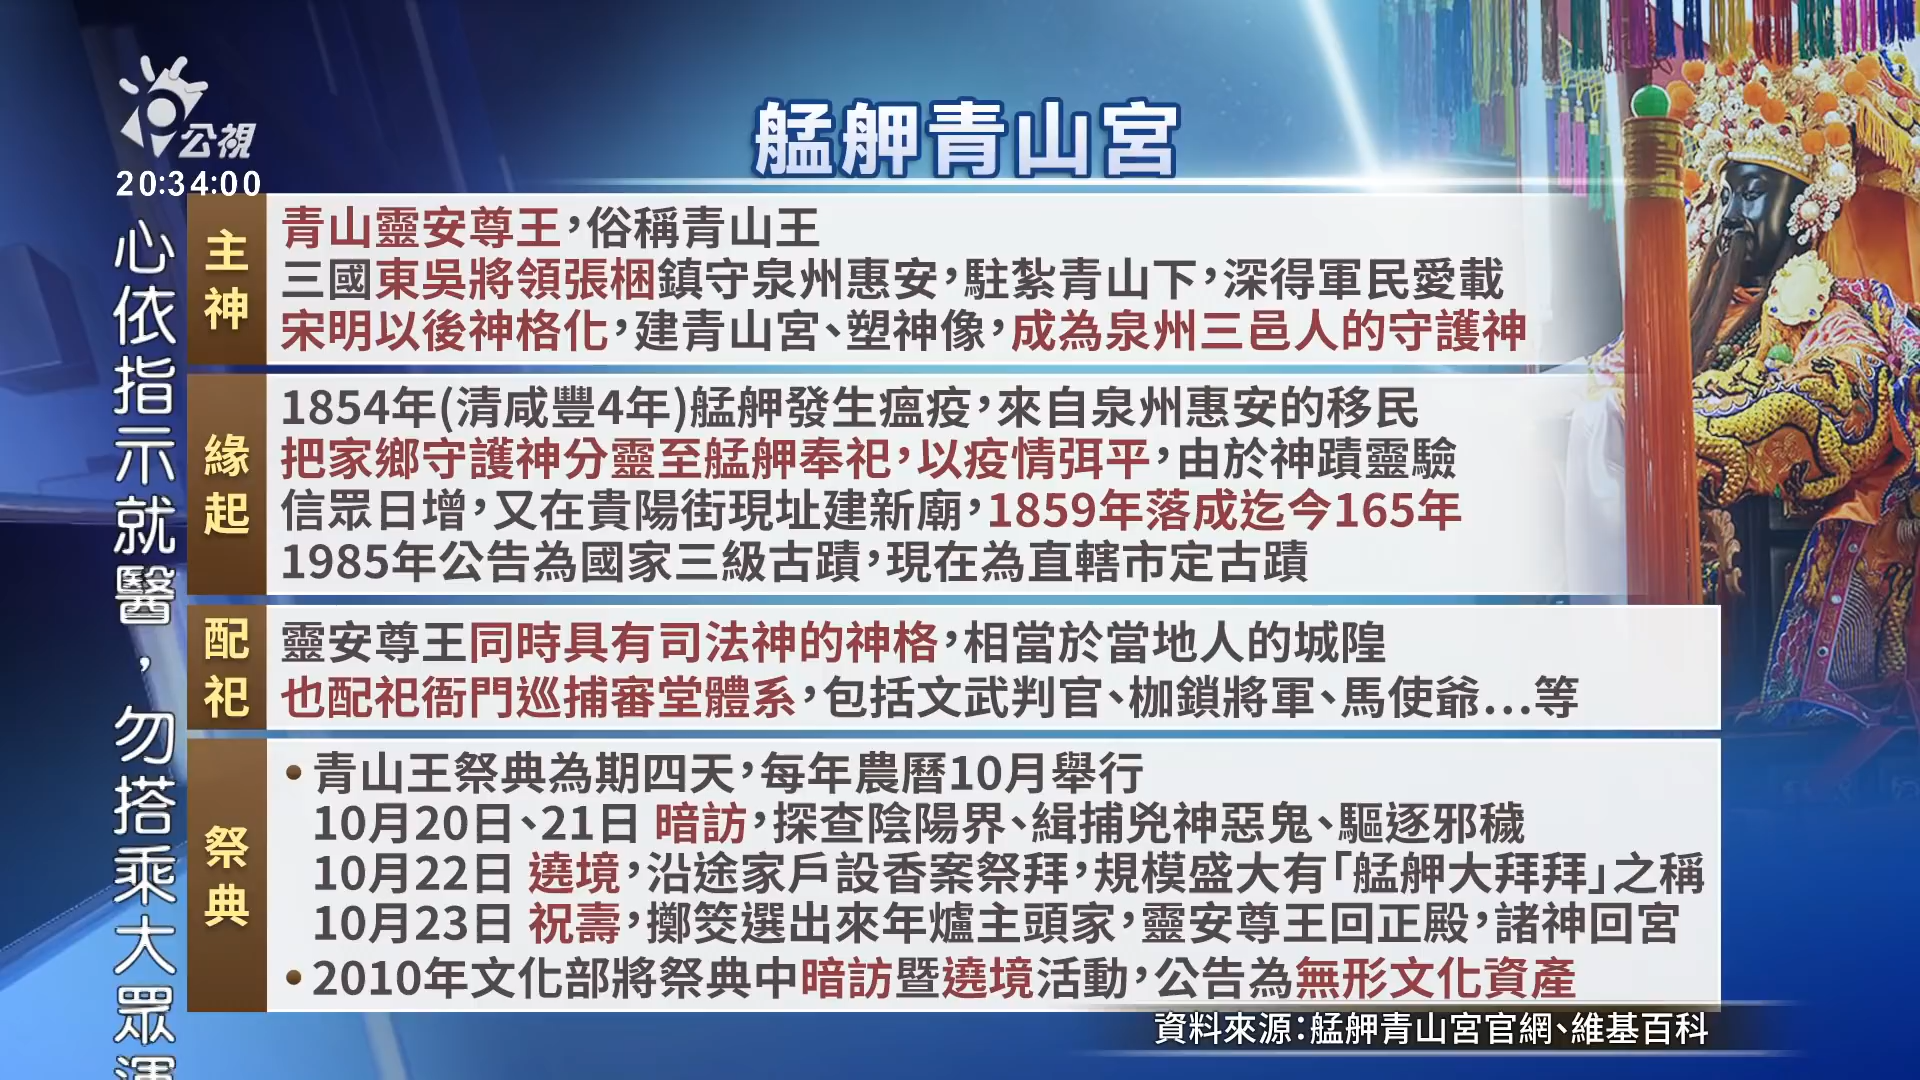 公視
20:34:00
心依指示就醫，勿搭乘大眾運
艋舺青山宮
主神
青山靈安尊王，俗稱青山王
三國東吳將領張梱鎮守泉州惠安，駐紮青山下，深得軍民愛載
宋明以後神格化，建青山宮、塑神像，成為泉州三邑人的守護神
緣起
1854年(清咸豐4年)艋舺發生瘟疫，來自泉州惠安的移民
把家鄉守護神分靈至艋舺奉祀，以疫情弭平，由於神蹟靈驗
信眾日增，又在貴陽街現址建新廟，1859年落成迄今165年
1985年公告為國家三級古蹟，現在為直轄市定古蹟
配祀
靈安尊王同時具有司法神的神格，相當於當地人的城隍
也配祀衙門巡捕審堂體系，包括文武判官、枷鎖將軍、馬使爺…等
祭典
•青山王祭典為期四天，每年農曆10月舉行
10月20日、21日 暗訪，探查陰陽界、緝捕兇神惡鬼、驅逐邪穢
10月22日 遶境，沿途家戶設香案祭拜，規模盛大有「艋舺大拜拜」之稱
10月23日 祝壽，擲筊選出來年爐主頭家，靈安尊王回正殿，諸神回宮
•2010年文化部將祭典中暗訪暨遶境活動，公告為無形文化資產
資料來源：艋舺青山宮官網、維基百科